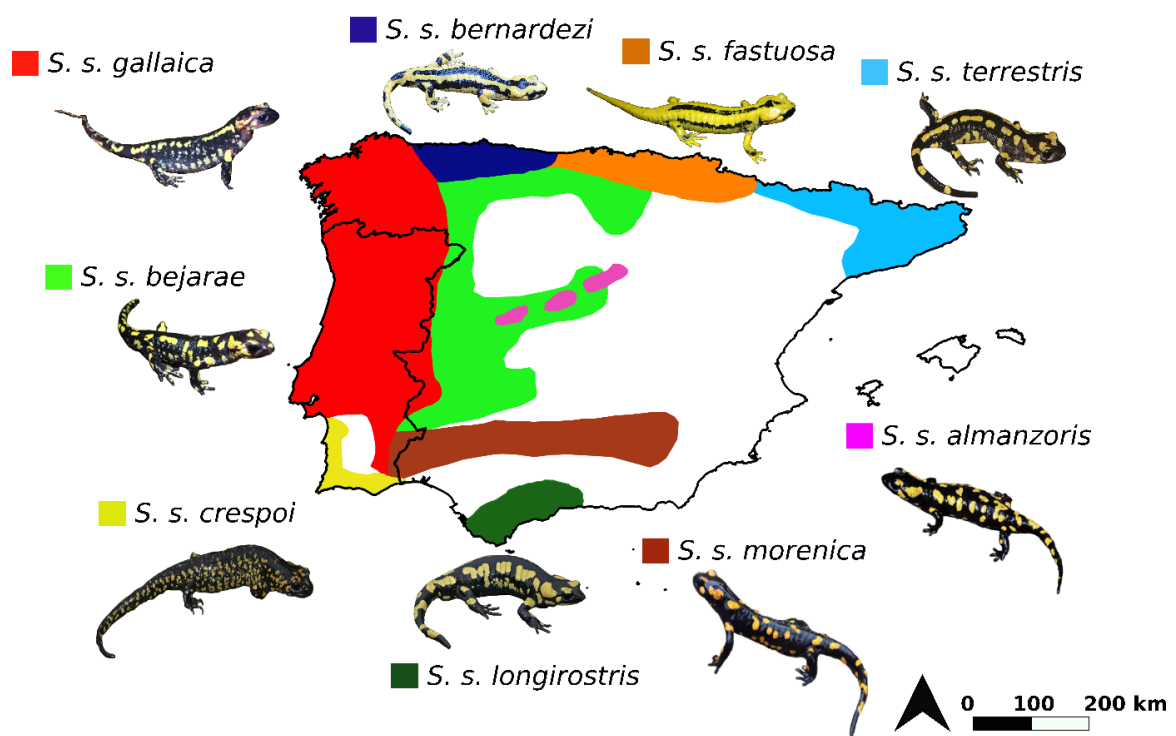 S. s. bernardezi
S. s. fastuosa
S. s. gallaica
S. s. terrestris
S. s. bejarae
S. s. almanzoris
S. s. crespoi
S. s. morenica
S. s. longirostris
0 100 200 km